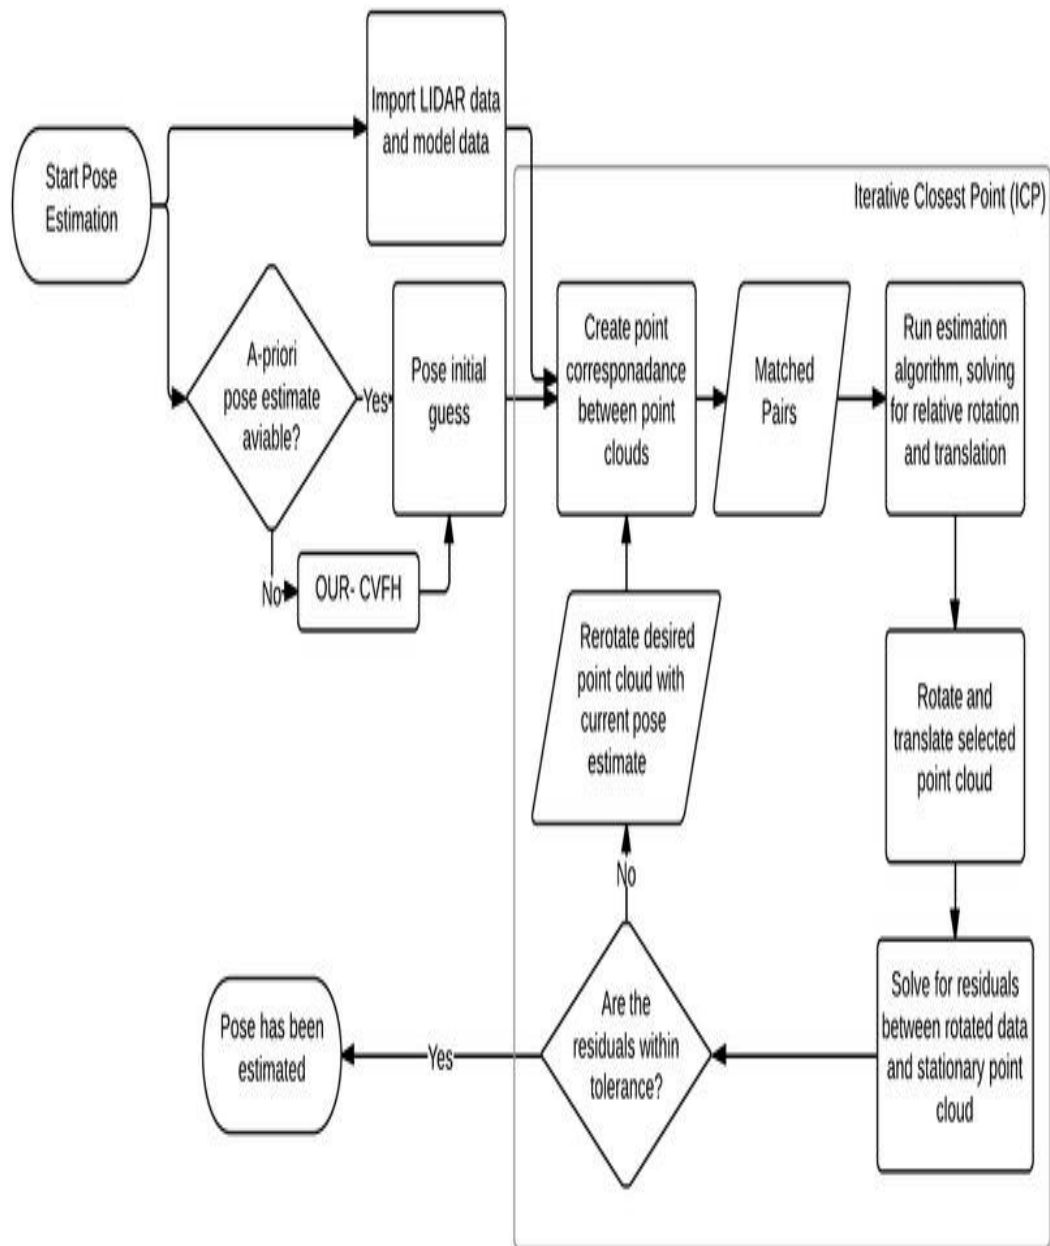 Import LIDAR data
and model data
Start Pose
Estimation
Iterative Closest Point (ICP)
A-priori
pose estimate
aviable?
Yes
Pose initial
guess
Create point
corresponadance
between point
clouds
Matched
Pairs
Run estimation
algorithm, solving
for relative rotation
and translation
No
OUR- CVFH
Rerotate desired
point cloud with
current pose
estimate
Rotate and
translate selected
point cloud
No
Solve for residuals
between rotated data
and stationary point
cloud
Are the
residuals within
tolerance?
Yes
Pose has been
estimated